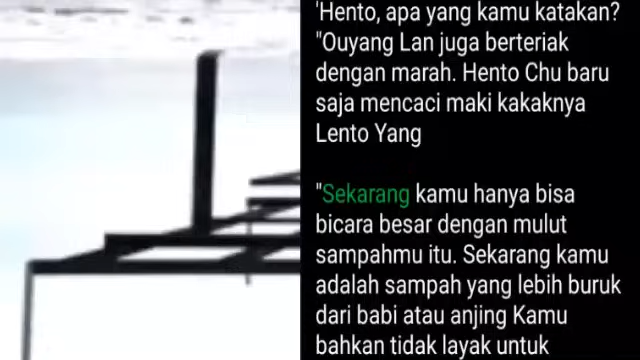 'Hento, apa yang kamu katakan?
"Ouyang Lan juga berteriak
dengan marah. Hento Chu baru
saja mencaci maki kakaknya
Lento Yang
"Sekarang kamu hanya bisa
bicara besar dengan mulut
sampahmu itu. Sekarang kamu
adalah sampah yang lebih buruk
dari babi atau anjing Kamu
bahkan tidak layak untuk